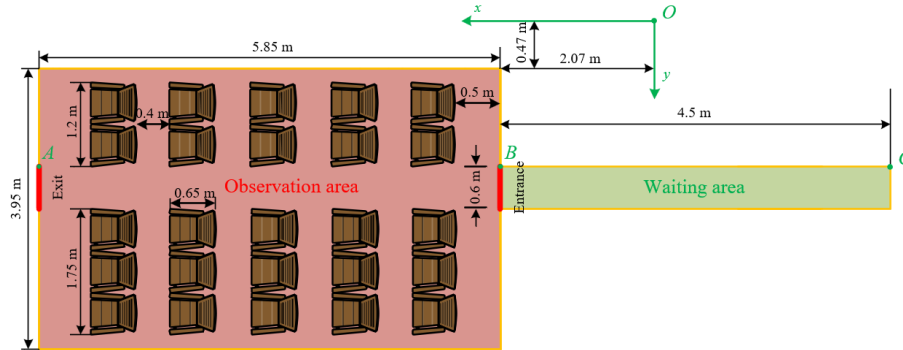 x
O
5.85 m
0.47 m
2.07 m
0.5 m
0.4 m
1.2 m
4.5 m
A
B
C
3.95 m
Exit
0.65 m
Observation area
0.6 m
Entrance
Waiting area
y
1.75 m